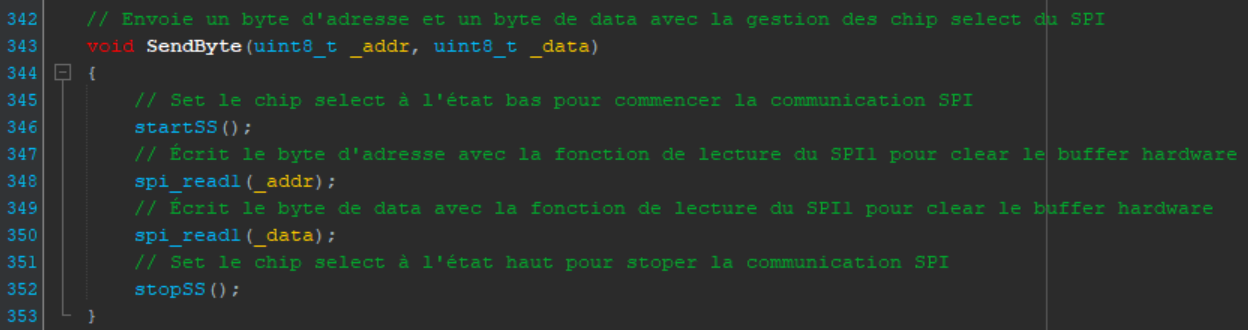 342 // Envoie un byte d'adresse et un byte de data avec la gestion des chip select du SPI
343 void SendByte(uint8_t _addr, uint8_t _data)
344 {
345 // Set le chip select à l'état bas pour commencer la communication SPI
346 startSS();
347 // Écrit le byte d'adresse avec la fonction de lecture du SPI1 pour clear le buffer hardware
348 spi_read1(_addr);
349 // Écrit le byte de data avec la fonction de lecture du SPI1 pour clear le buffer hardware
350 spi_read1(_data);
351 // Set le chip select à l'état haut pour stoper la communication SPI
352 stopSS();
353 }